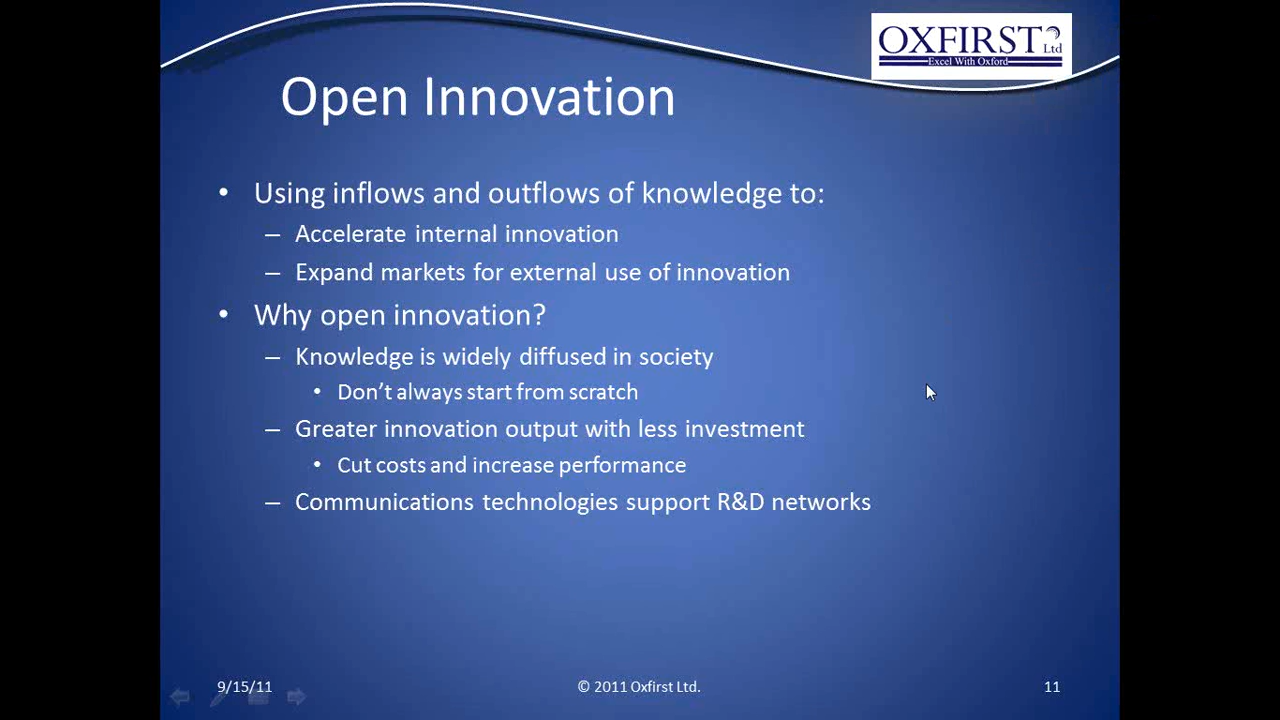 OXFIRST Ltd
Excel With Oxford
Open Innovation
• Using inflows and outflows of knowledge to:
– Accelerate internal innovation
– Expand markets for external use of innovation
• Why open innovation?
– Knowledge is widely diffused in society
• Don’t always start from scratch
– Greater innovation output with less investment
• Cut costs and increase performance
– Communications technologies support R&D networks
9/15/11
© 2011 Oxfirst Ltd.
11